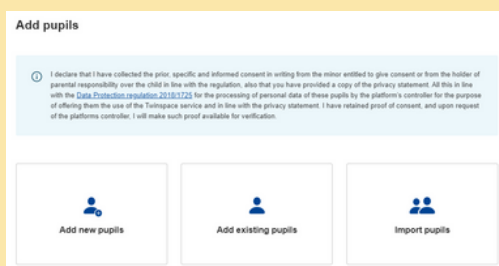 Add pupils
I declare that I have collected the prior, specific and informed consent in writing from the minor entitled to give consent or from the holder of
parental responsibility over the child in line with the regulation, also that you have provided a copy of the privacy statement. All this in line
with the Data Protection regulation 2018/1725 for the processing of personal data of these pupils by the platform's controller for the purpose
of offering them the use of the Twinspace service and in line with the privacy statement. I have retained proof of consent, and upon request
of the platforms controller, I will make such proof available for verification.
Add new pupils
Add existing pupils
Import pupils